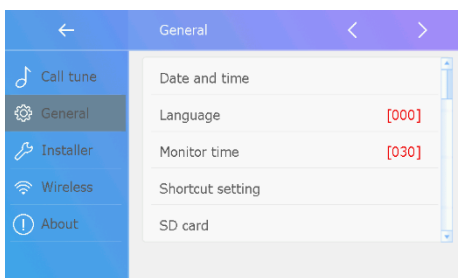 General
Call tune
General
Installer
Wireless
About
Date and time
Language [000]
Monitor time [030]
Shortcut setting
SD card